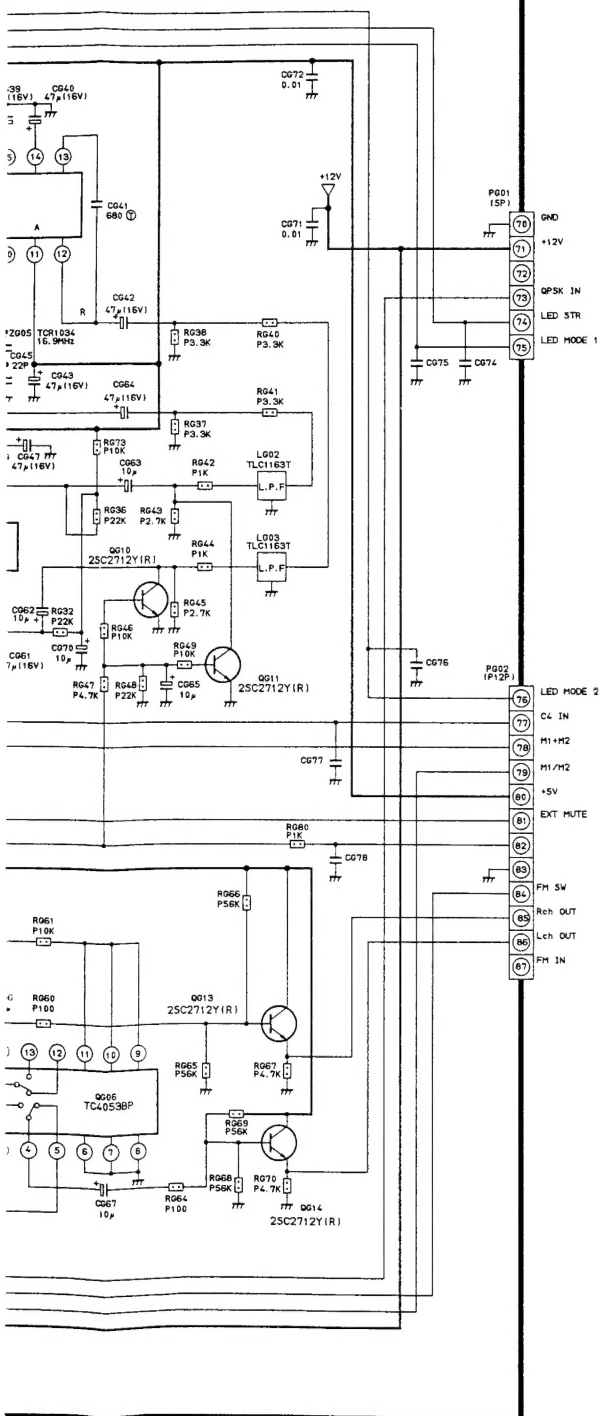 CG72
0.01
CG40
47μ(16V)
(16V)
+
14
13
CG41
680 Ⓣ
A
11
12
R
+12V
CG71
0.01
PG01
(5P)
70 GND
71 +12V
72
73 QPSK IN
74 LED STR
75 LED MODE 1
CG75
CG74
CG42
47μ(16V)
+
RG38
P3.3K
RG40
P3.3K
PZG05 TCR1034
16.9MHz
CG45
22P
CG43
47μ(16V)
+
CG64
47μ(16V)
+
RG41
P3.3K
RG37
P3.3K
CG47
47μ(16V)
+
RG73
P10K
CG63
10μ
+
RG42
P1K
LG02
TLC1163T
L.P.F
RG36
P22K
RG43
P2.7K
RG44
P1K
LG03
TLC1163T
L.P.F
QG10
2SC2712Y(R)
CG62
10μ
+
RG32
P22K
CG70
10μ
+
RG45
P2.7K
RG46
P10K
RG49
P10K
CG61
7μ(16V)
RG47
P4.7K
RG48
P22K
CG65
10μ
+
QG11
2SC2712Y(R)
CG76
PG02
(P12P)
76 LED MODE 2
77 C4 IN
78 M1+M2
79 M1/M2
80 +5V
81 EXT MUTE
82
83
84 FM SW
85 Rch OUT
86 Lch OUT
87 FM IN
CG77
RG80
P1K
CG78
RG66
P56K
RG61
P10K
RG60
P100
QG13
2SC2712Y(R)
13
12
11
10
9
RG65
P56K
RG67
P4.7K
QG06
TC4053BP
RG69
P56K
4
5
6
7
8
+
CG67
10μ
RG64
P100
RG68
P56K
RG70
P4.7K
QG14
2SC2712Y(R)